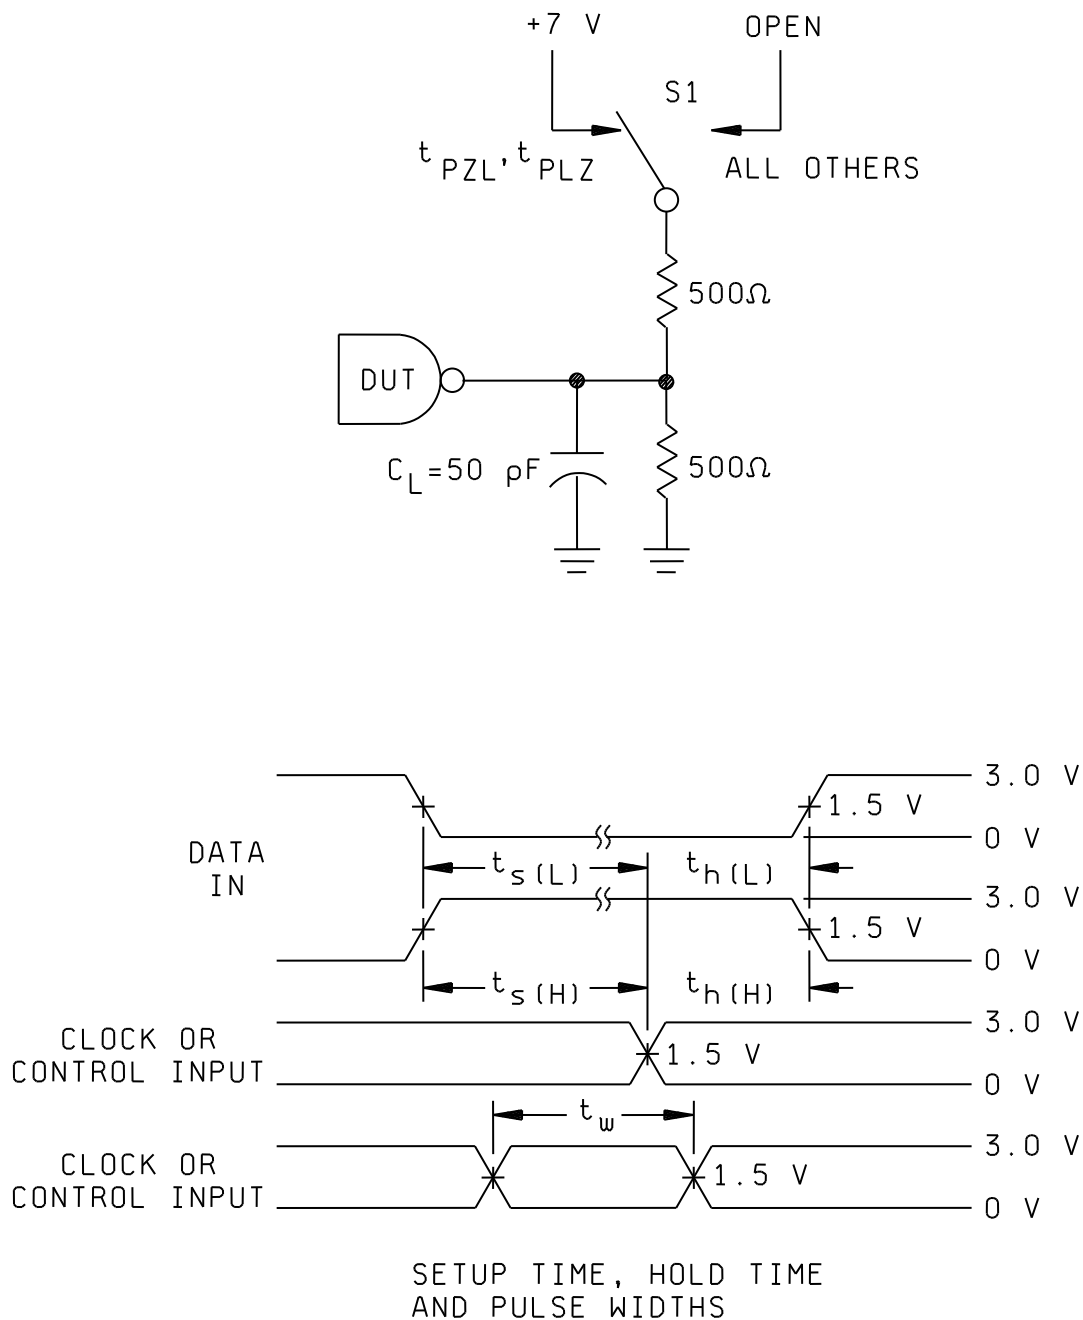 +7 V
OPEN
S1
tPZL, tPLZ
ALL OTHERS
500Ω
DUT
CL=50 pF
500Ω
3.0 V
1.5 V
0 V
DATA
IN
ts(L)
th(L)
3.0 V
1.5 V
0 V
ts(H)
th(H)
3.0 V
CLOCK OR
CONTROL INPUT
1.5 V
0 V
tw
3.0 V
CLOCK OR
CONTROL INPUT
1.5 V
0 V
SETUP TIME, HOLD TIME
AND PULSE WIDTHS